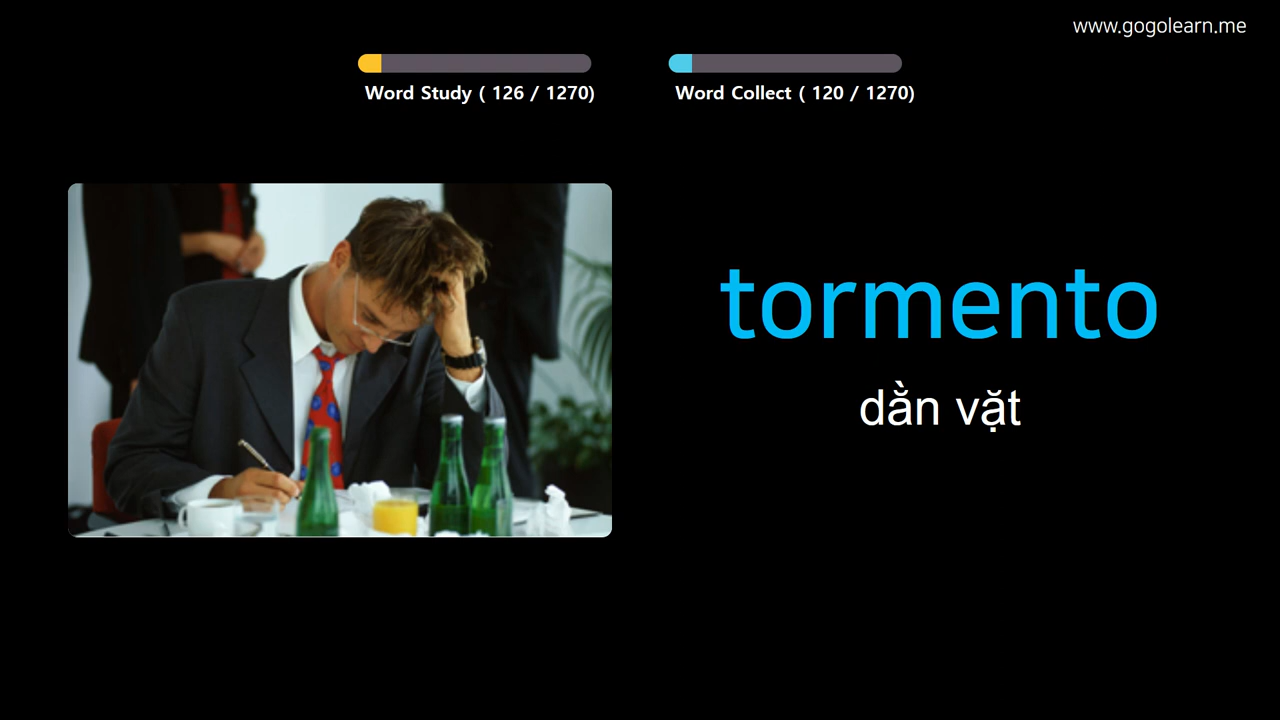 www.gogolearn.me
Word Study ( 126 / 1270)
Word Collect ( 120 / 1270)
tormento
dằn vặt